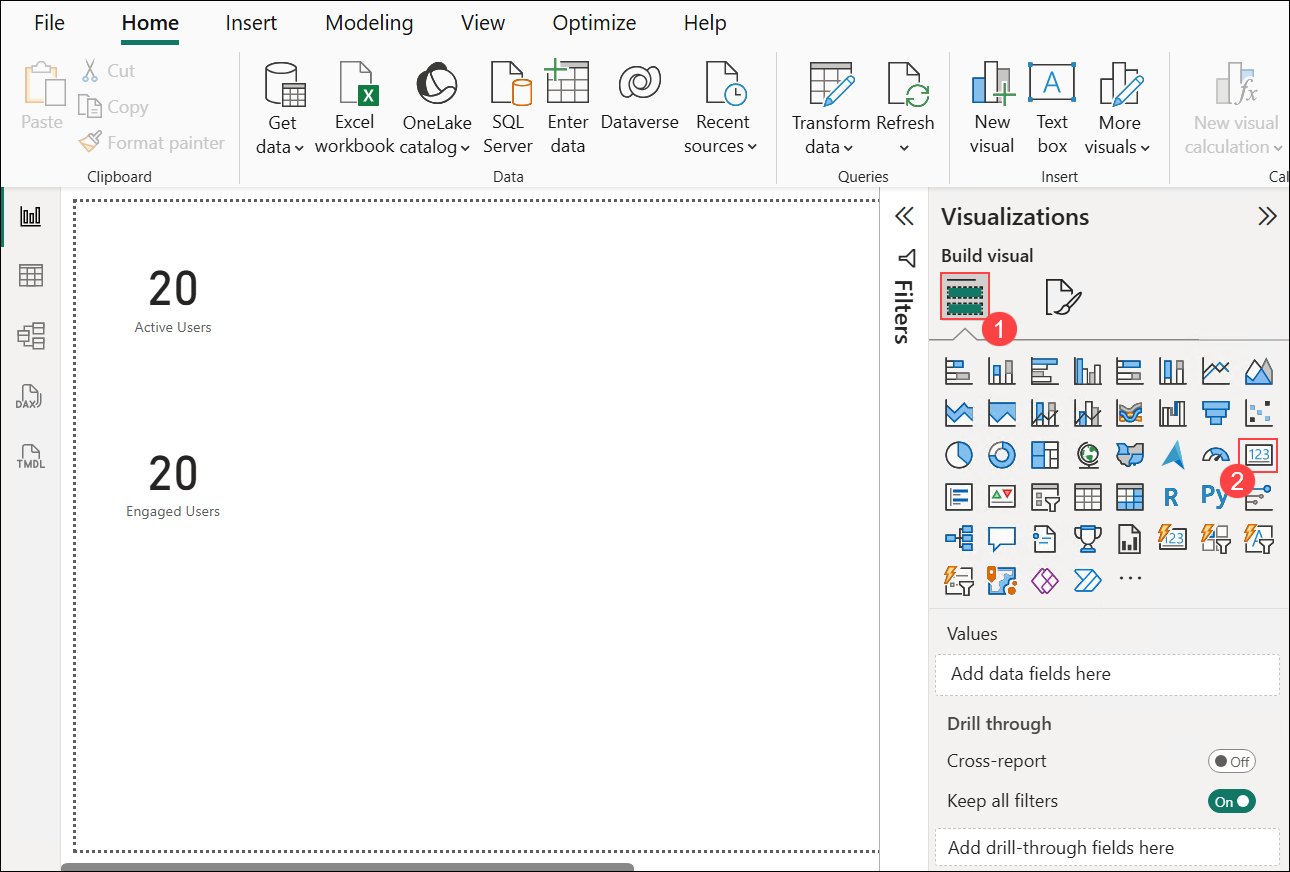 File Home Insert Modeling View Optimize Help
Paste
Cut
Copy
Format painter
Clipboard
Get
data
Excel
workbook
OneLake
catalog
SQL
Server
Enter
data
Dataverse
Recent
sources
Data
Transform
data
Refresh
Queries
New
visual
Text
box
More
visuals
Insert
New visual
calculation
Cal
DAX
TMDL
20
Active Users
20
Engaged Users
Filters
Visualizations
Build visual
1
123
2
R
Py
123
Values
Add data fields here
Drill through
Cross-report
Off
Keep all filters
On
Add drill-through fields here